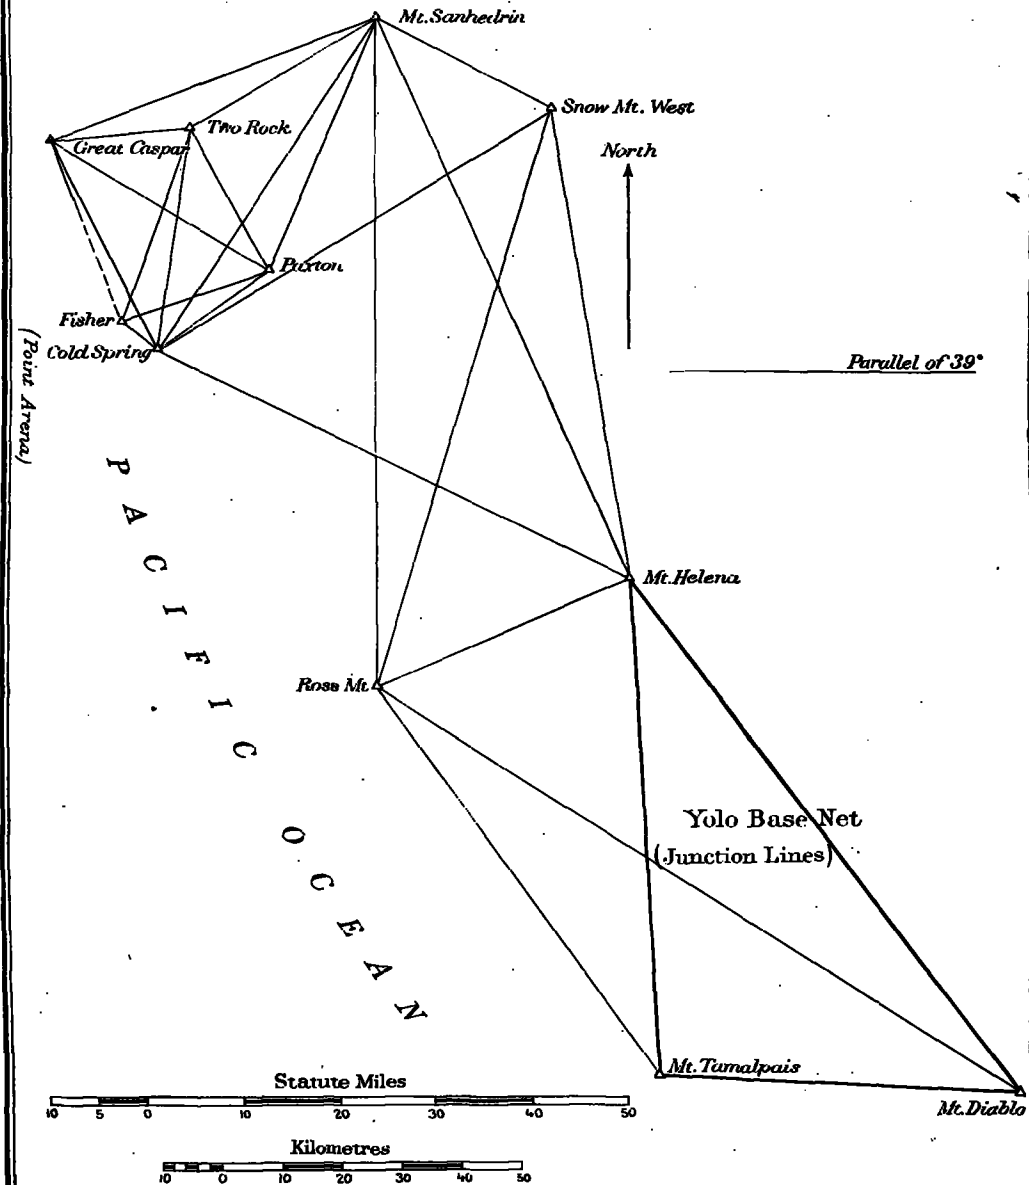 Mt. Sanhedrin
Snow Mt. West
Two Rock
North
Great Caspar
Paxton
Fisher
Cold Spring
Parallel of 39°
(Point Arena)
PACIFIC OCEAN
Mt. Helena
Ross Mt.
Yolo Base Net
(Junction Lines)
Mt. Tamalpais
Mt. Diablo
Statute Miles
10 5 0 10 20 30 40 50
Kilometres
10 0 10 20 30 40 50